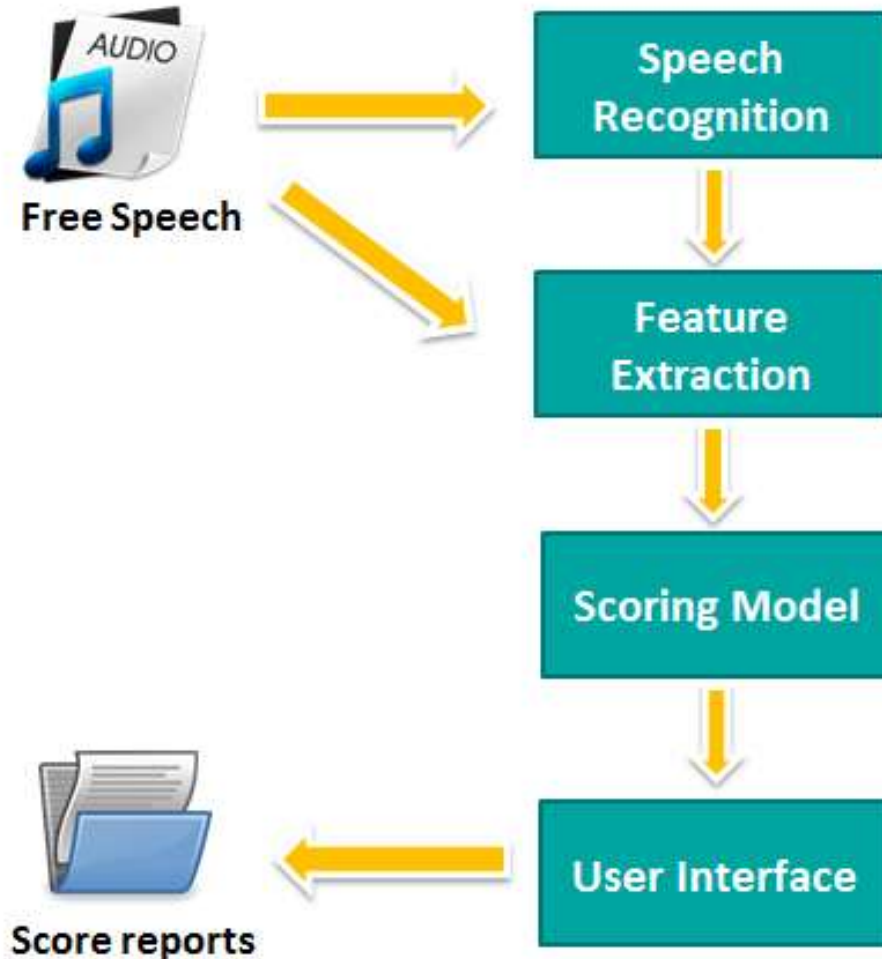 AUDIO
Free Speech
Speech
Recognition
Feature
Extraction
Scoring Model
User Interface
Score reports